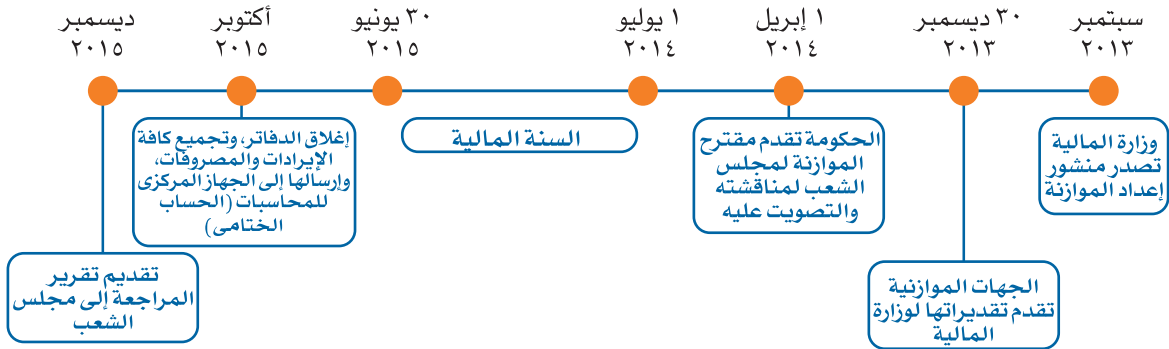 سبتمبر
٢٠١٣
٣٠ ديسمبر
٢٠١٣
١ إبريل
٢٠١٤
١ يوليو
٢٠١٤
٣٠ يونيو
٢٠١٥
أكتوبر
٢٠١٥
ديسمبر
٢٠١٥
وزارة المالية
تصدر منشور
إعداد الموازنة
الجهات الموازنية
تقدم تقديراتها لوزارة
المالية
الحكومة تقدم مقترح
الموازنة لمجلس
الشعب لمناقشته
والتصويت عليه
السنة المالية
إغلاق الدفاتر، وتجميع كافة
الإيرادات والمصروفات،
وإرسالها إلى الجهاز المركزى
للمحاسبات (الحساب
الختامى)
تقديم تقرير
المراجعة إلى مجلس
الشعب